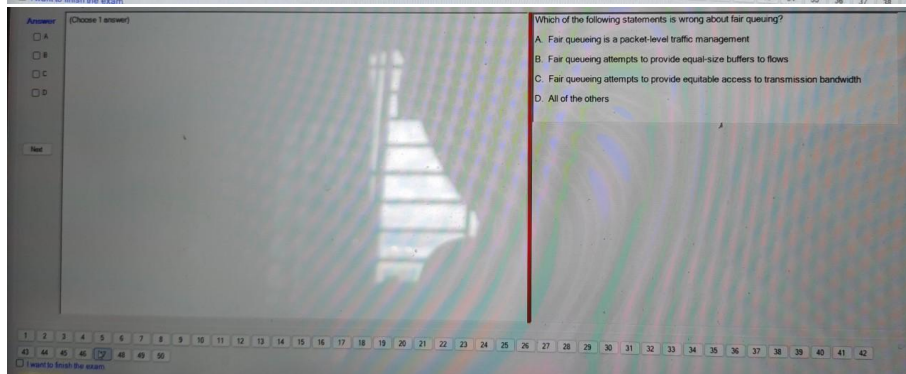 Answer
(Choose 1 answer)
A
B
C
D
Next
Which of the following statements is wrong about fair queuing?
A. Fair queueing is a packet-level traffic management
B. Fair queueing attempts to provide equal-size buffers to flows
C. Fair queueing attempts to provide equitable access to transmission bandwidth
D. All of the others
1 2 3 4 5 6 7 8 9 10 11 12 13 14 15 16 17 18 19 20 21 22 23 24 25 26 27 28 29 30 31 32 33 34 35 36 37 38 39 40 41 42
43 44 45 46 47 48 49 50
I want to finish the exam